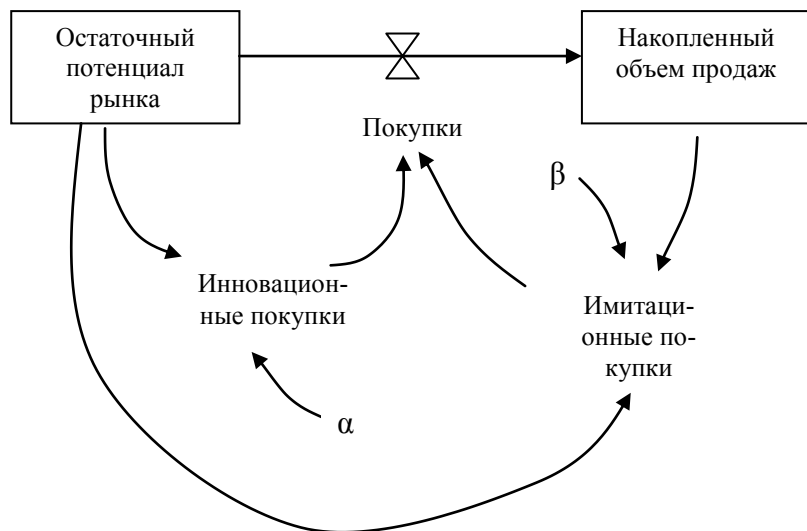 Остаточный
потенциал
рынка
Накопленный
объем продаж
Покупки
β
Инновацион-
ные покупки
Имитаци-
онные по-
купки
α